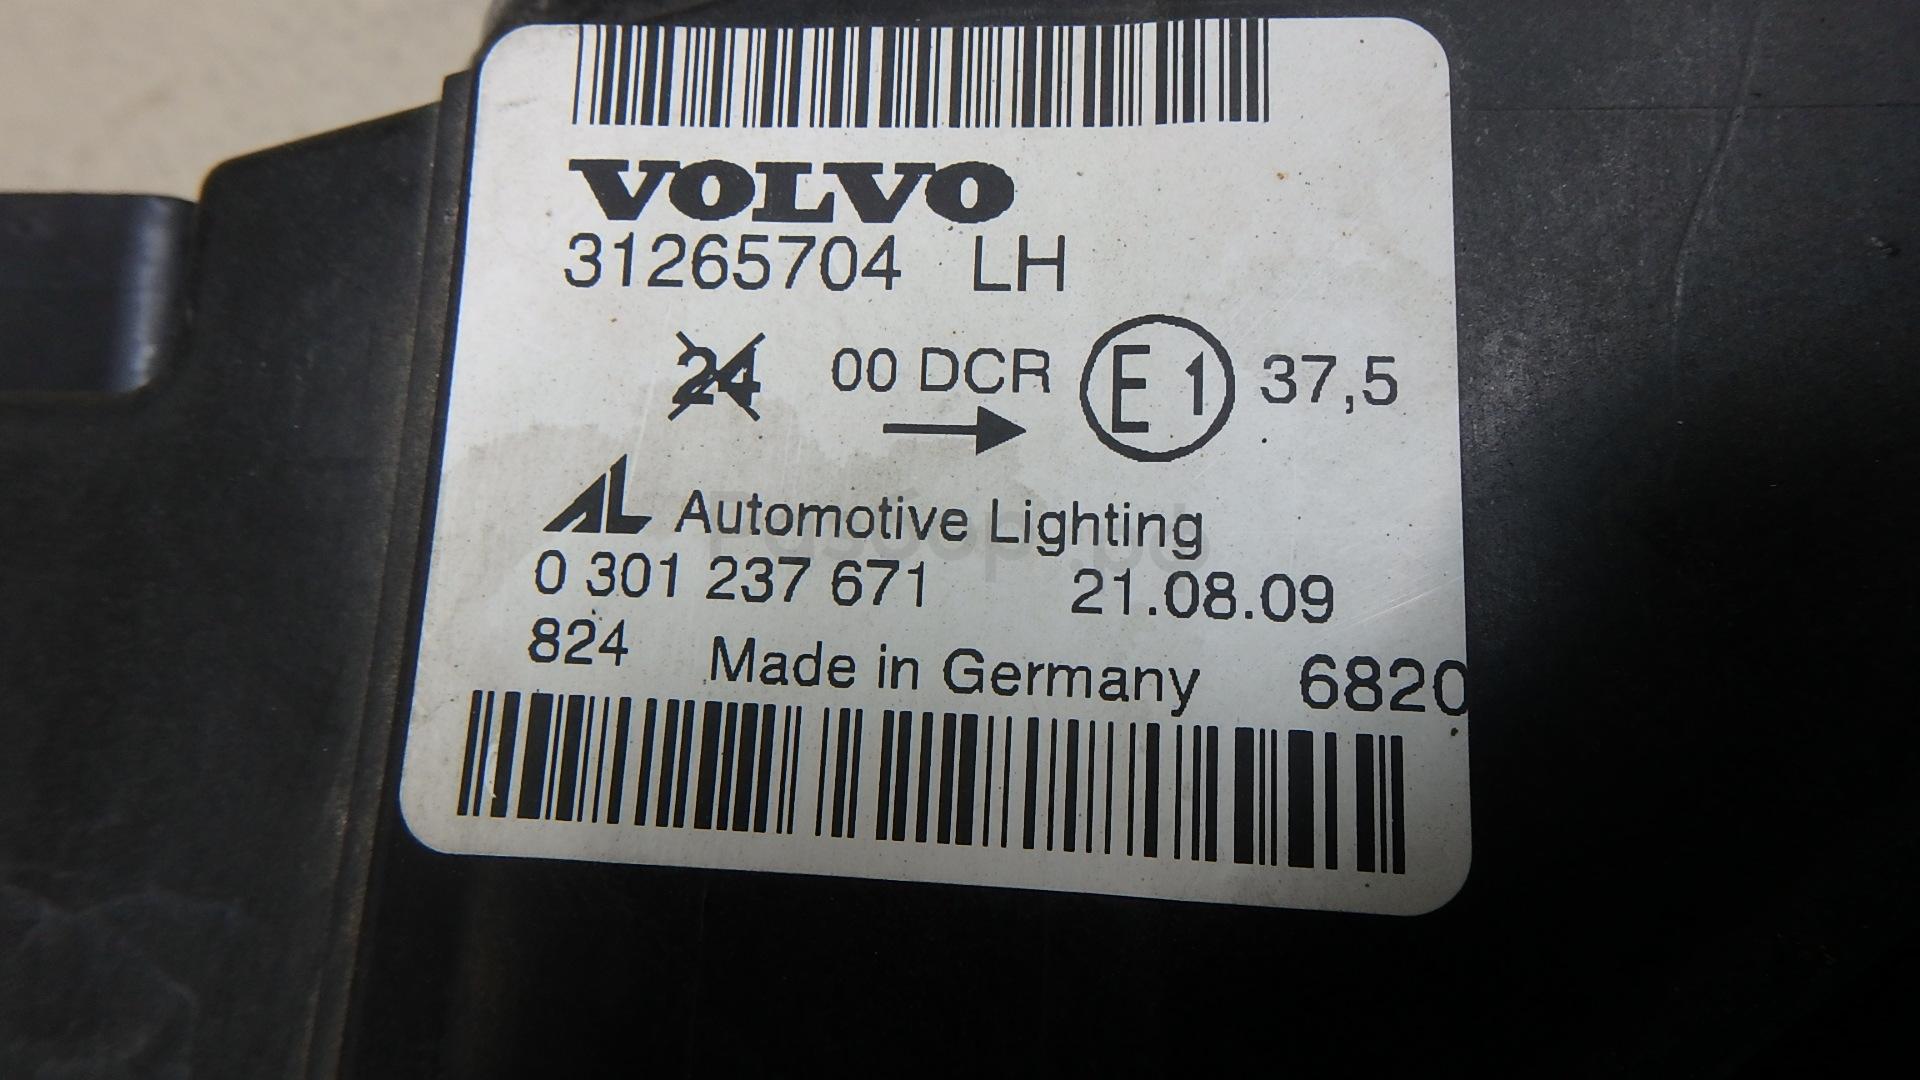 VOLVO
31265704 LH
24 00 DCR E1 37,5
AL Automotive Lighting
0 301 237 671 21.08.09
824 Made in Germany 6820